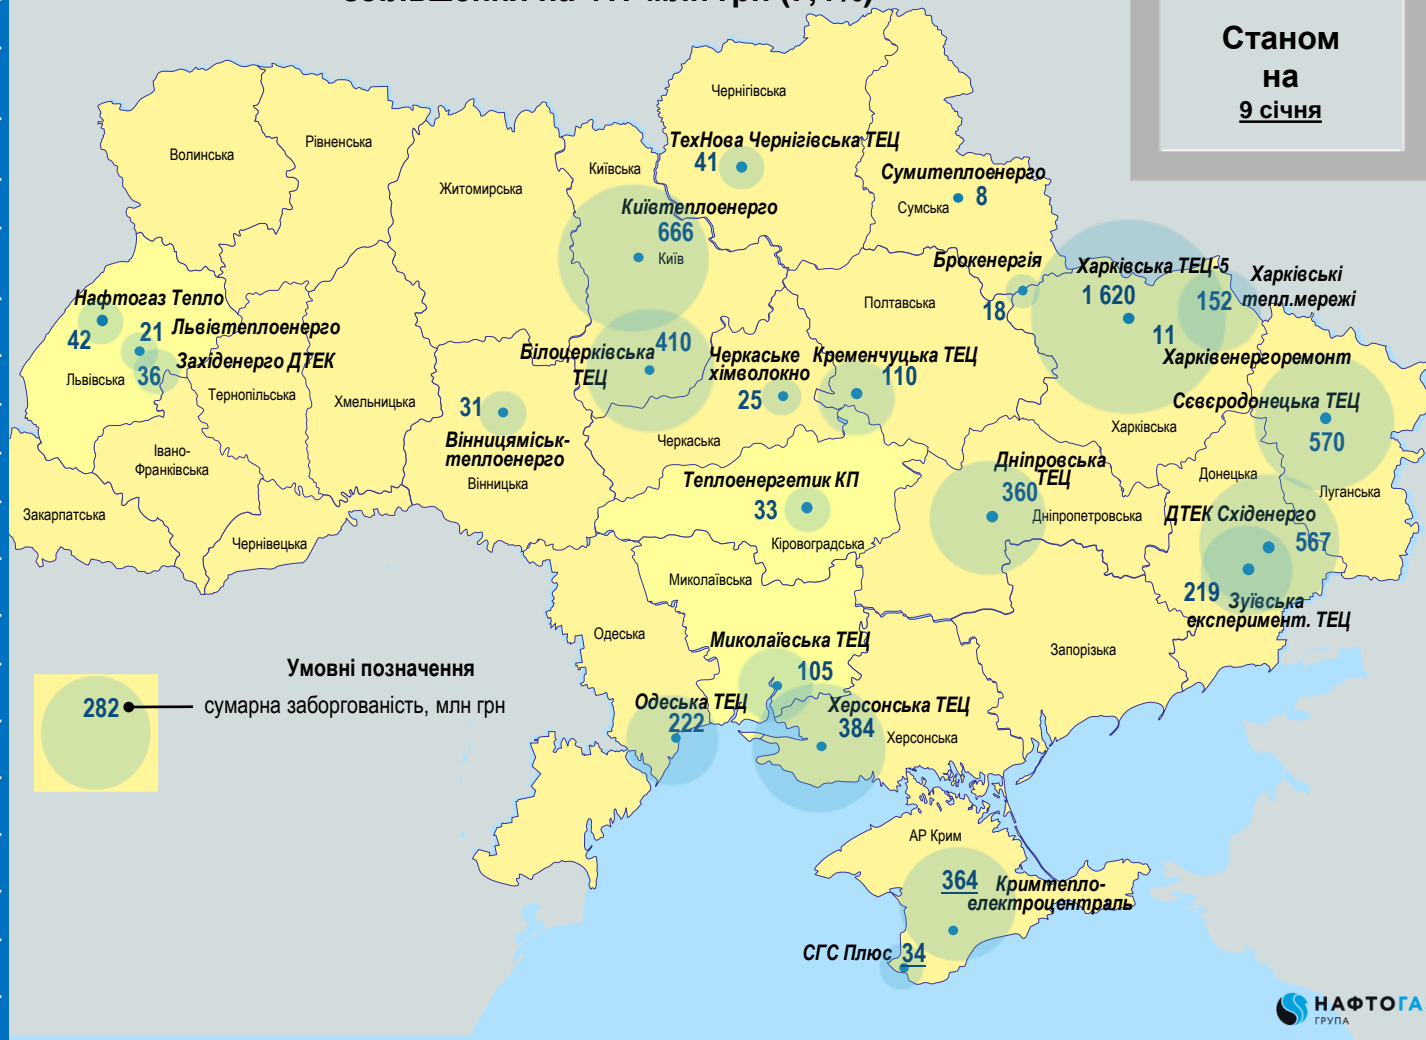 Станом
на
9 січня
Чернігівська
ТехНова Чернігівська ТЕЦ
41
Волинська
Рівненська
Житомирська
Київська
Сумитеплоенерго
8
Сумська
Київтеплоенерго
666
Київ
Брокенергія
18
Харківська ТЕЦ-5
1 620
Харківські
тепл.мережі
152
11
Харківенергоремонт
Полтавська
Нафтогаз Тепло
42
21
Львівтеплоенерго
Західенерго ДТЕК
36
Львівська
Тернопільська
Хмельницька
Білоцерківська
ТЕЦ
410
Черкаське
хімволокно
25
Кременчуцька ТЕЦ
110
31
Вінницяміськ-
теплоенерго
Вінницька
Черкаська
Харківська
Сєвєродонецька ТЕЦ
570
Івано-
Франківська
Закарпатська
Чернівецька
Теплоенергетик КП
33
Кіровоградська
Дніпровська
ТЕЦ
360
Дніпропетровська
Донецька
Луганська
ДТЕК Східенерго
567
219
Зуївська
експеримент. ТЕЦ
Миколаївська
Одеська
Миколаївська ТЕЦ
105
Запорізька
Одеська ТЕЦ
222
Херсонська ТЕЦ
384
Херсонська
Умовні позначення
282
сумарна заборгованість, млн грн
АР Крим
364
Кримтепло-
електроцентраль
СГС Плюс
34
НАФТОГА
ГРУПА